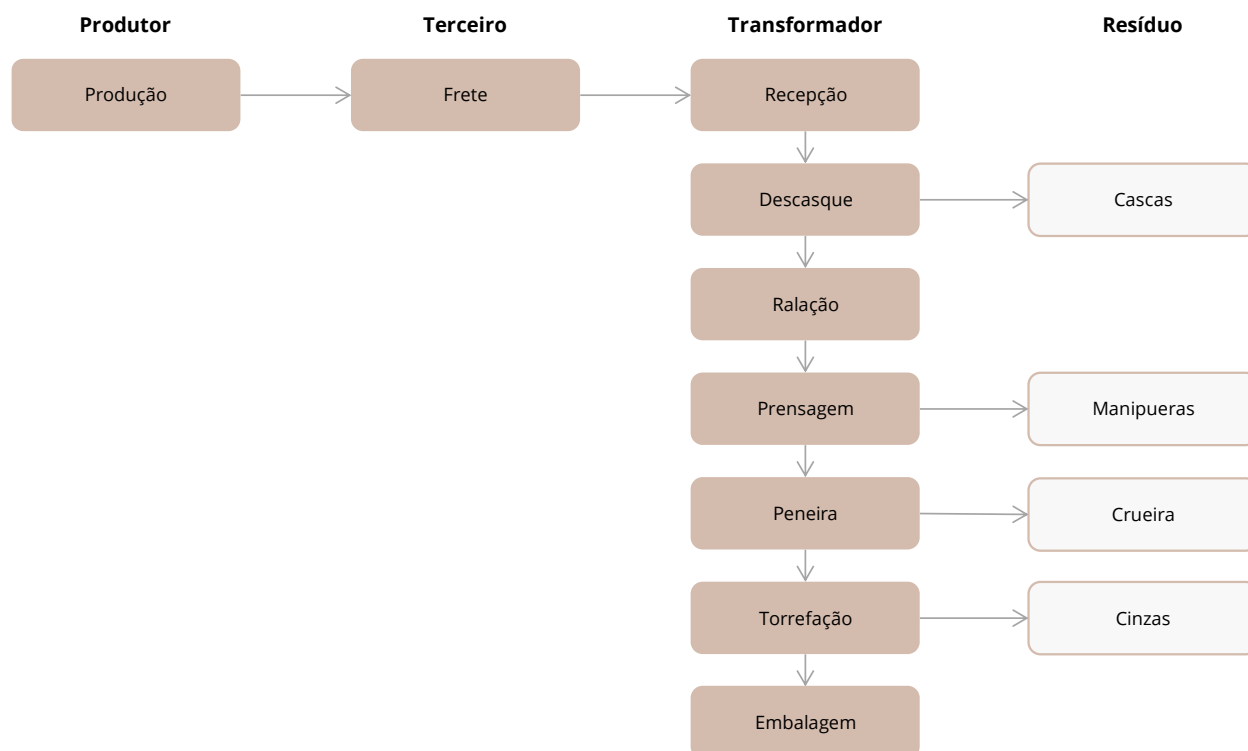 Produtor
Terceiro
Transformador
Resíduo
Produção
Frete
Recepção
Descasque
Cascas
Ralação
Prensagem
Manipueras
Peneira
Crueira
Torrefação
Cinzas
Embalagem